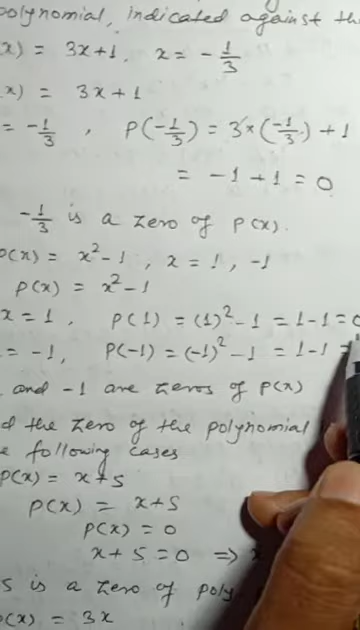 polynomial, indicated against th
x) = 3x+1, x = -1/3
x) = 3x+1
= -1/3, P(-1/3) = 3×(-1/3)+1
= -1+1 = 0
-1/3 is a zero of P(x).
P(x) = x²-1, x = 1, -1
P(x) = x²-1
x = 1, P(1) = (1)²-1 = 1-1 = 0
= -1, P(-1) = (-1)²-1 = 1-1 =
and -1 are zeros of P(x)
d the zero of the polynomial
e following cases
P(x) = x+5
P(x) = x+5
P(x) = 0
x+5 = 0 ⇒ x
5 is a zero of poly
P(x) = 3x